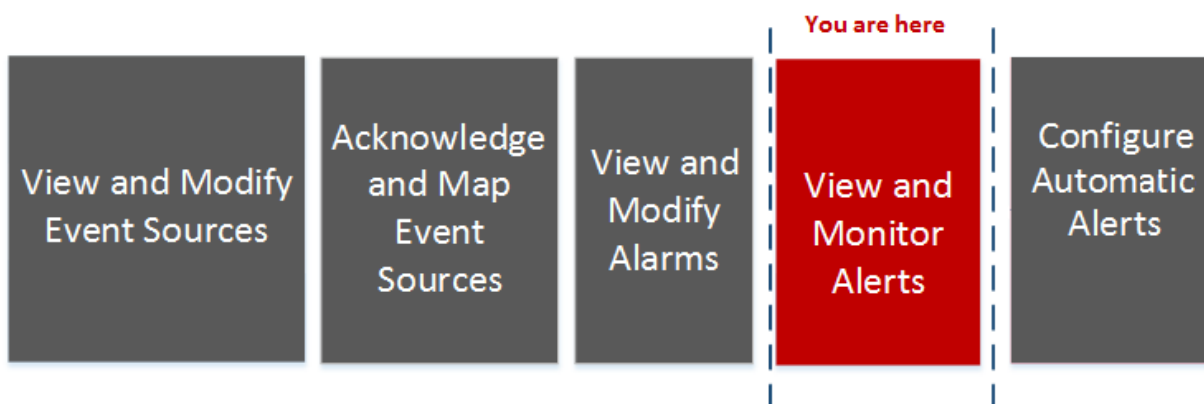 You are here
View and Modify
Event Sources
Acknowledge
and Map
Event
Sources
View and
Modify
Alarms
View and
Monitor
Alerts
Configure
Automatic
Alerts